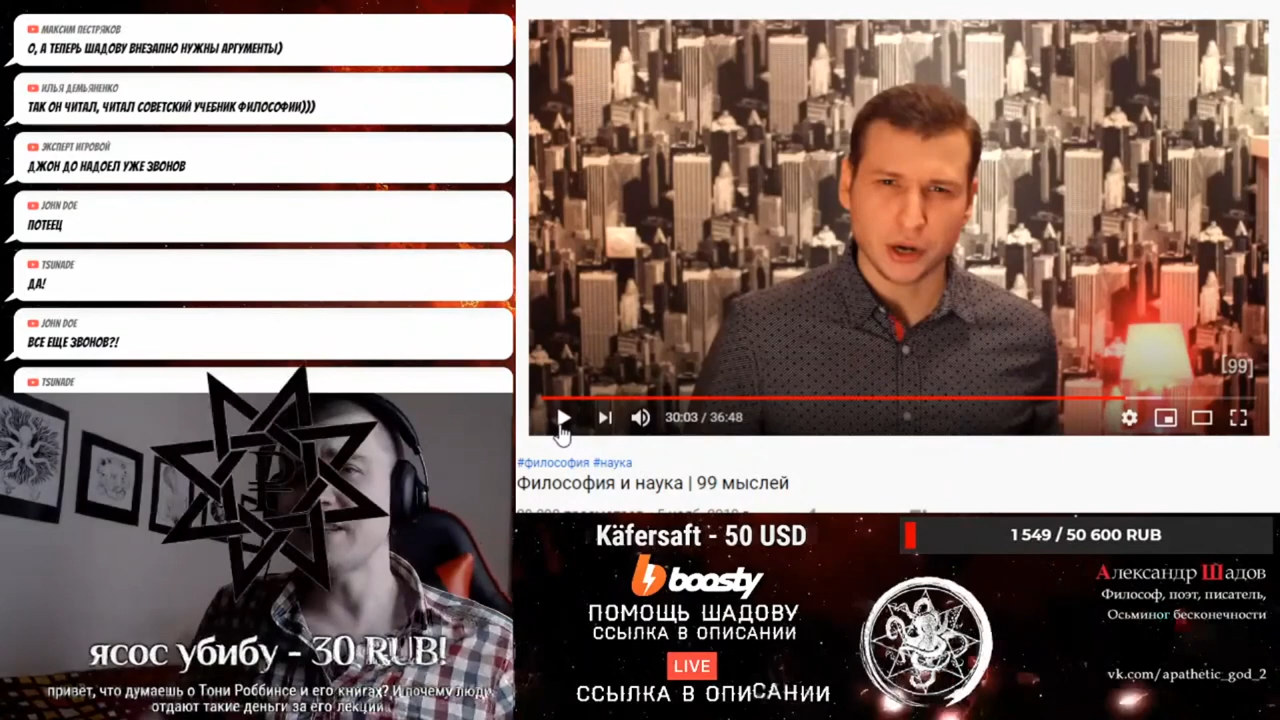 МАКСИМ ПЕСТРЯКОВ
О, А ТЕПЕРЬ ШАДОВУ ВНЕЗАПНО НУЖНЫ АРГУМЕНТЫ)
ИЛЬЯ ДЕМЬЯНЕНКО
ТАК ОН ЧИТАЛ, ЧИТАЛ СОВЕТСКИЙ УЧЕБНИК ФИЛОСОФИИ)))
ЭКСПЕРТ ИГРОВОЙ
ДЖОН ДО НАДОЕЛ УЖЕ ЗВОНОВ
JOHN DOE
ПОТЕЕЦ
TSUNADE
ДА!
JOHN DOE
ВСЕ ЕЩЕ ЗВОНОВ?!
TSUNADE
ясос убибу - 30 RUB!
привет, что думаешь о Тони Роббинсе и его книгах? И почему люди
отдают такие деньги за его лекции
[99]
30:03 / 36:48
#философия #наука
Философия и наука | 99 мыслей
Käfersaft - 50 USD
boosty
ПОМОЩЬ ШАДОВУ
ССЫЛКА В ОПИСАНИИ
LIVE
ССЫЛКА В ОПИСАНИИ
1 549 / 50 600 RUB
Александр Шадов
Философ, поэт, писатель,
Осьминог бесконечности
vk.com/apathetic_god_2